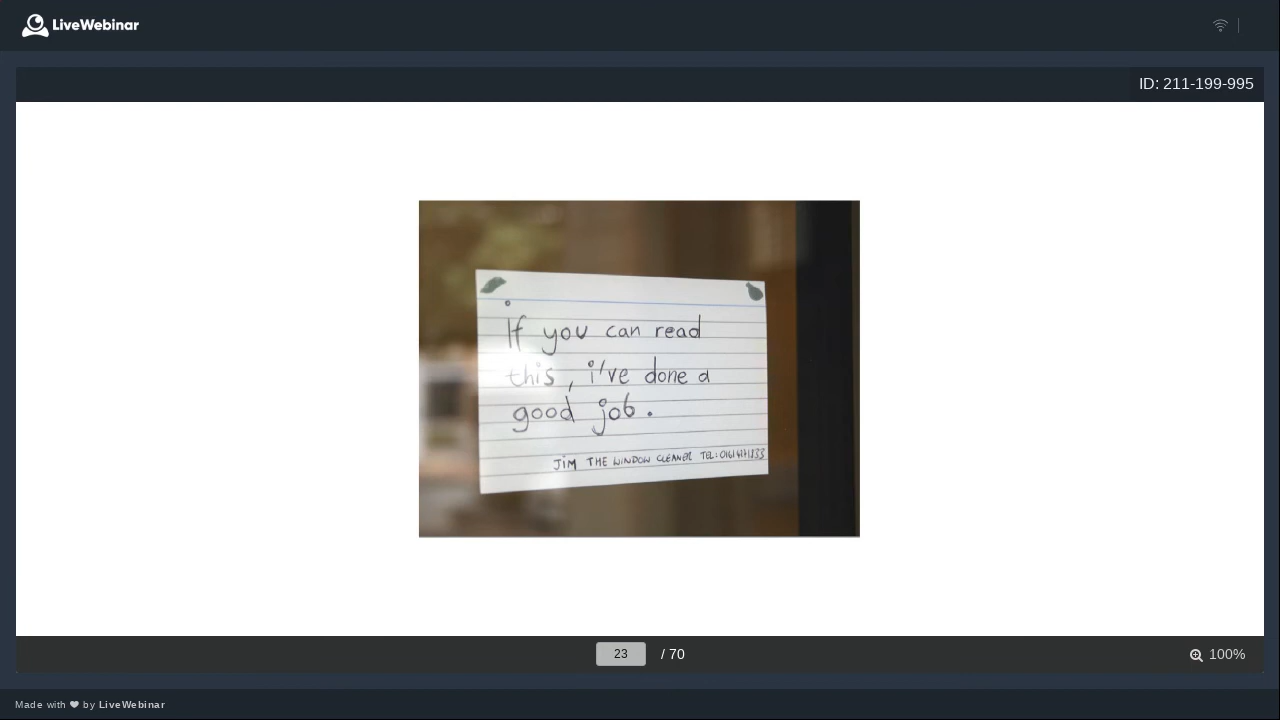 LiveWebinar
ID: 211-199-995
If you can read
this, i've done a
good job.
JiM THE WINDOW CLEANER TEL:
23 / 70
100%
Made with ❤ by LiveWebinar